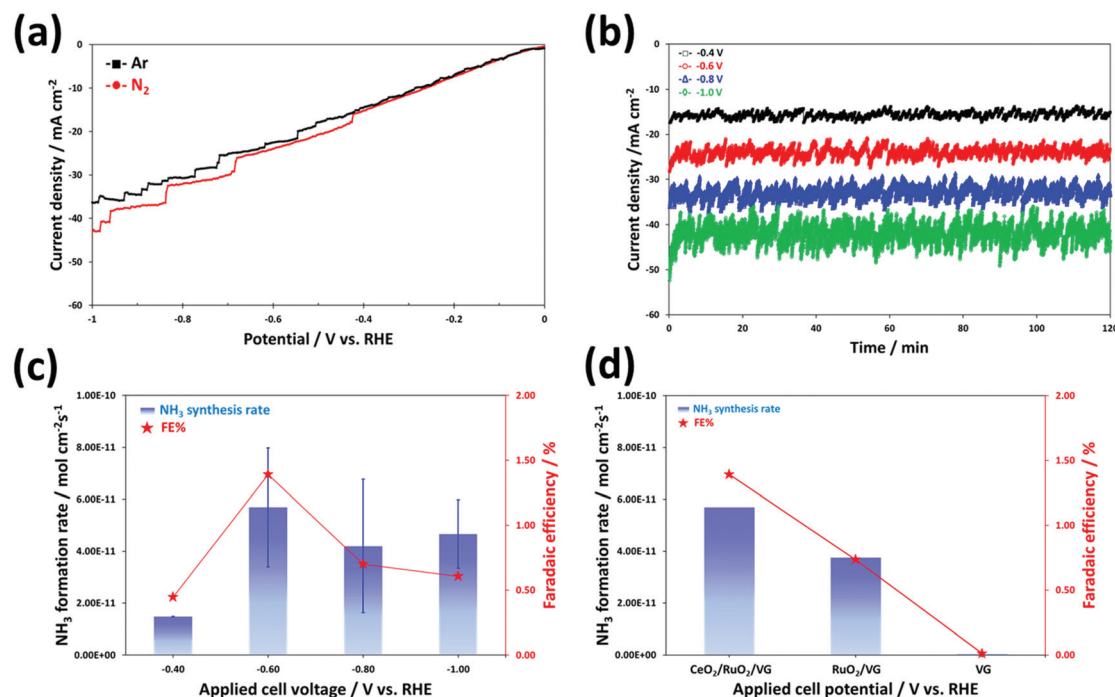 (a)
-■- Ar
-●- N2
Current density / mA cm-2
0
-10
-20
-30
-40
-50
-60
-1
-0.8
-0.6
-0.4
-0.2
0
Potential / V vs. RHE
(b)
-□- -0.4 V
-○- -0.6 V
-Δ- -0.8 V
-◊- -1.0 V
Current density /mA cm-2
0
-10
-20
-30
-40
-50
-60
0
20
40
60
80
100
120
Time / min
(c)
NH3 synthesis rate
★ FE%
NH3 formation rate / mol cm-2s-1
1.00E-10
8.00E-11
6.00E-11
4.00E-11
2.00E-11
0.00E+00
2.00
1.50
1.00
0.50
0.00
Faradaic efficiency / %
-0.40
-0.60
-0.80
-1.00
Applied cell voltage / V vs. RHE
(d)
NH3 synthesis rate
★ FE%
NH3 formation rate / mol cm-2s-1
1.00E-10
8.00E-11
6.00E-11
4.00E-11
2.00E-11
0.00E+00
2.00
1.50
1.00
0.50
0.00
Faradaic efficiency / %
CeO2/RuO2/VG
RuO2/VG
VG
Applied cell potential / V vs. RHE